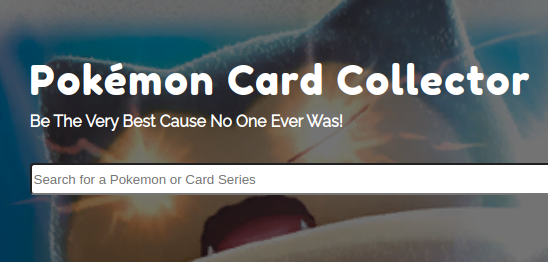 Pokémon Card Collector
Be The Very Best Cause No One Ever Was!
Search for a Pokemon or Card Series